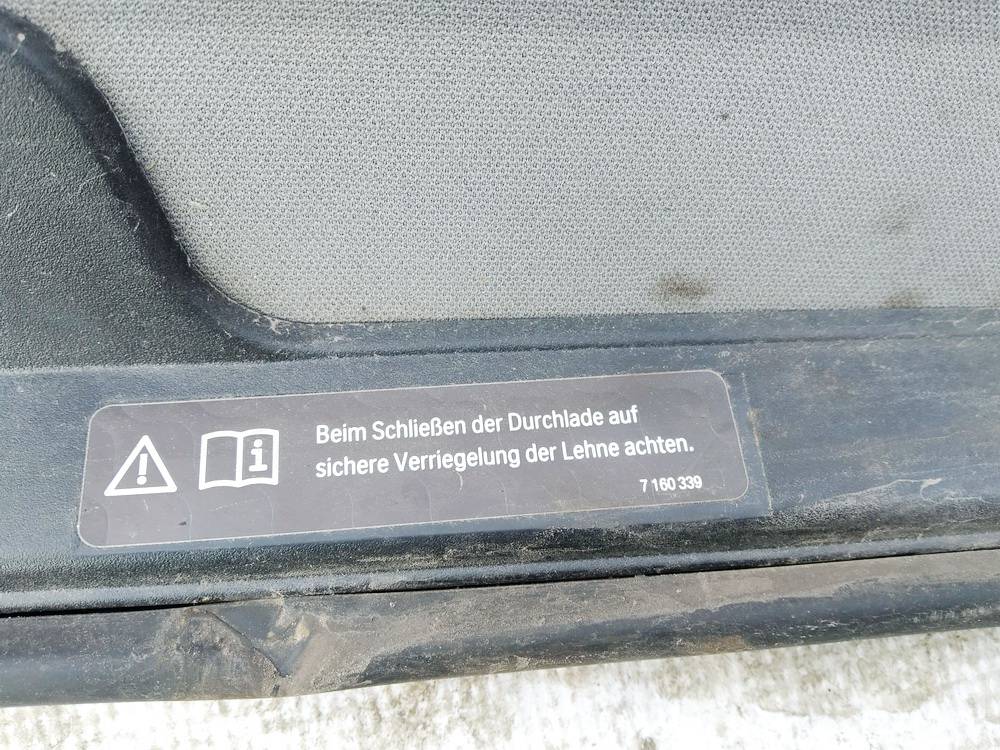 Beim Schließen der Durchlade auf
sichere Verriegelung der Lehne achten.
7 160 339